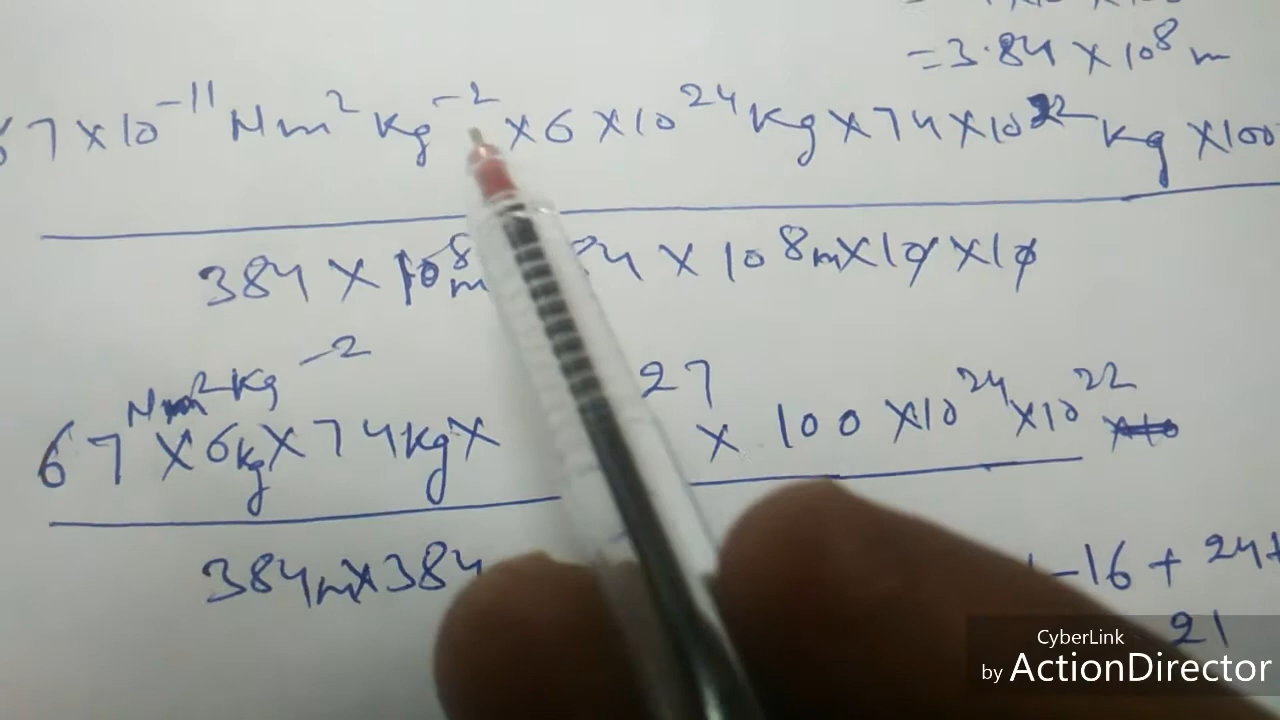 = 3.84 × 10⁸ m
67 × 10⁻¹¹ Nm² Kg⁻² × 6 × 10²⁴ Kg × 74 × 10²² Kg × 100
384 × 10⁸ m 84 × 10⁸ m × 10 × 10
Nm² Kg⁻²
67 × 6kg × 74kg × 27 × 100 × 10²⁴ × 10²²
384m × 384
-16 + 24+
21
CyberLink
by ActionDirector